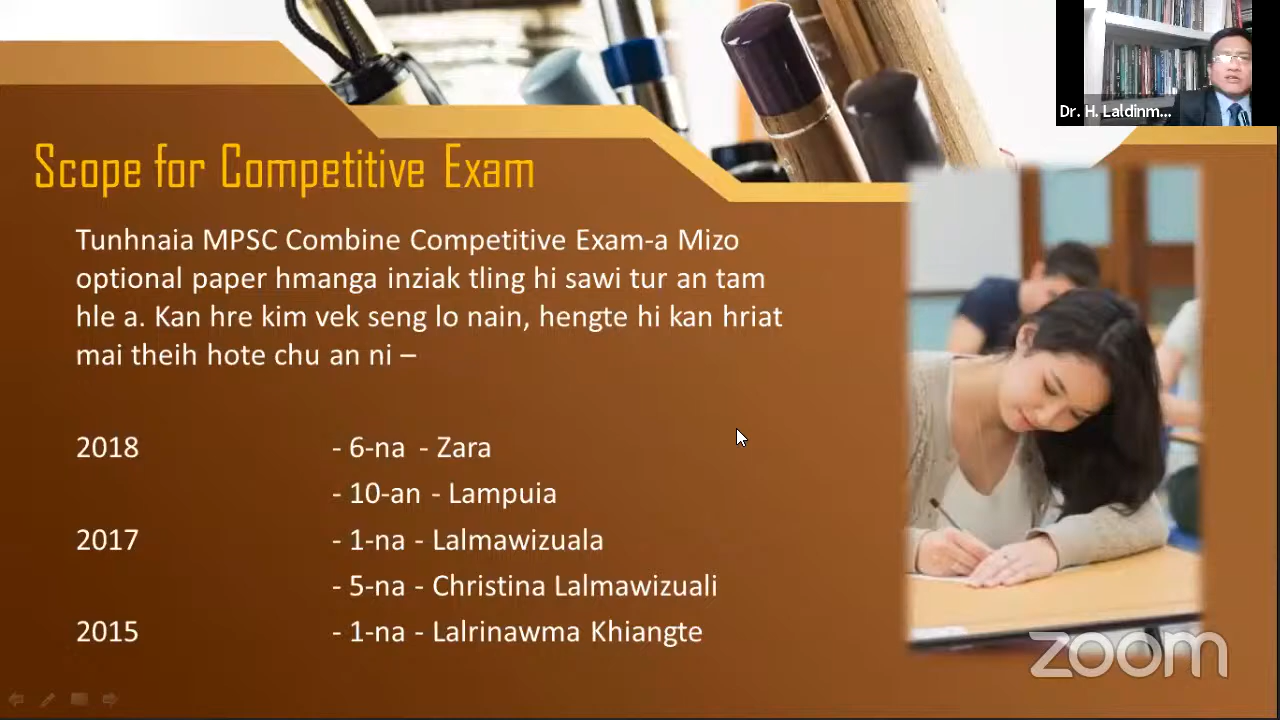 Dr. H. Laldinm...
Scope for Competitive Exam
Tunhnaia MPSC Combine Competitive Exam-a Mizo
optional paper hmanga inziak tling hi sawi tur an tam
hle a. Kan hre kim vek seng lo nain, hengte hi kan hriat
mai theih hote chu an ni –
2018 - 6-na - Zara
- 10-an - Lampuia
2017 - 1-na - Lalmawizuala
- 5-na - Christina Lalmawizuali
2015 - 1-na - Lalrinawma Khiangte
zoom